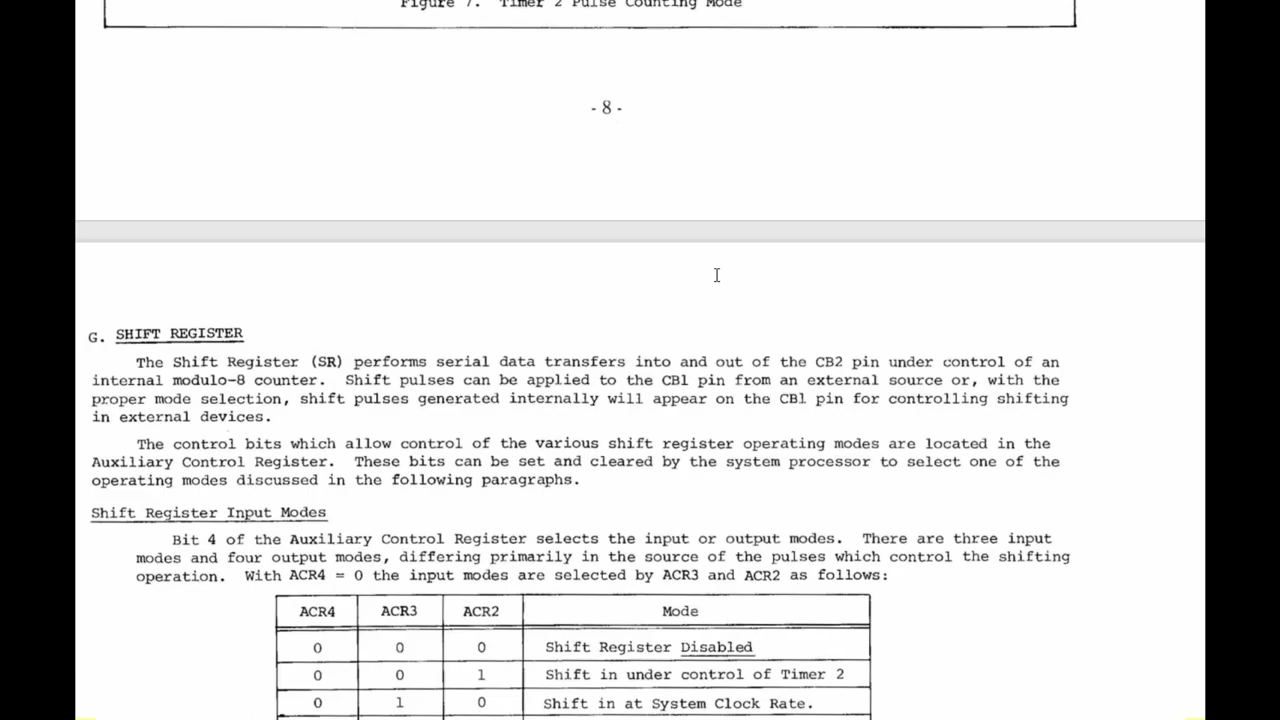 Figure 7. Timer 2 Pulse Counting Mode
- 8 -
G. SHIFT REGISTER
The Shift Register (SR) performs serial data transfers into and out of the CB2 pin under control of an
internal modulo-8 counter. Shift pulses can be applied to the CB1 pin from an external source or, with the
proper mode selection, shift pulses generated internally will appear on the CB1 pin for controlling shifting
in external devices.
The control bits which allow control of the various shift register operating modes are located in the
Auxiliary Control Register. These bits can be set and cleared by the system processor to select one of the
operating modes discussed in the following paragraphs.
Shift Register Input Modes
Bit 4 of the Auxiliary Control Register selects the input or output modes. There are three input
modes and four output modes, differing primarily in the source of the pulses which control the shifting
operation. With ACR4 = 0 the input modes are selected by ACR3 and ACR2 as follows:
ACR4 ACR3 ACR2 Mode
0 0 0 Shift Register Disabled
0 0 1 Shift in under control of Timer 2
0 1 0 Shift in at System Clock Rate.